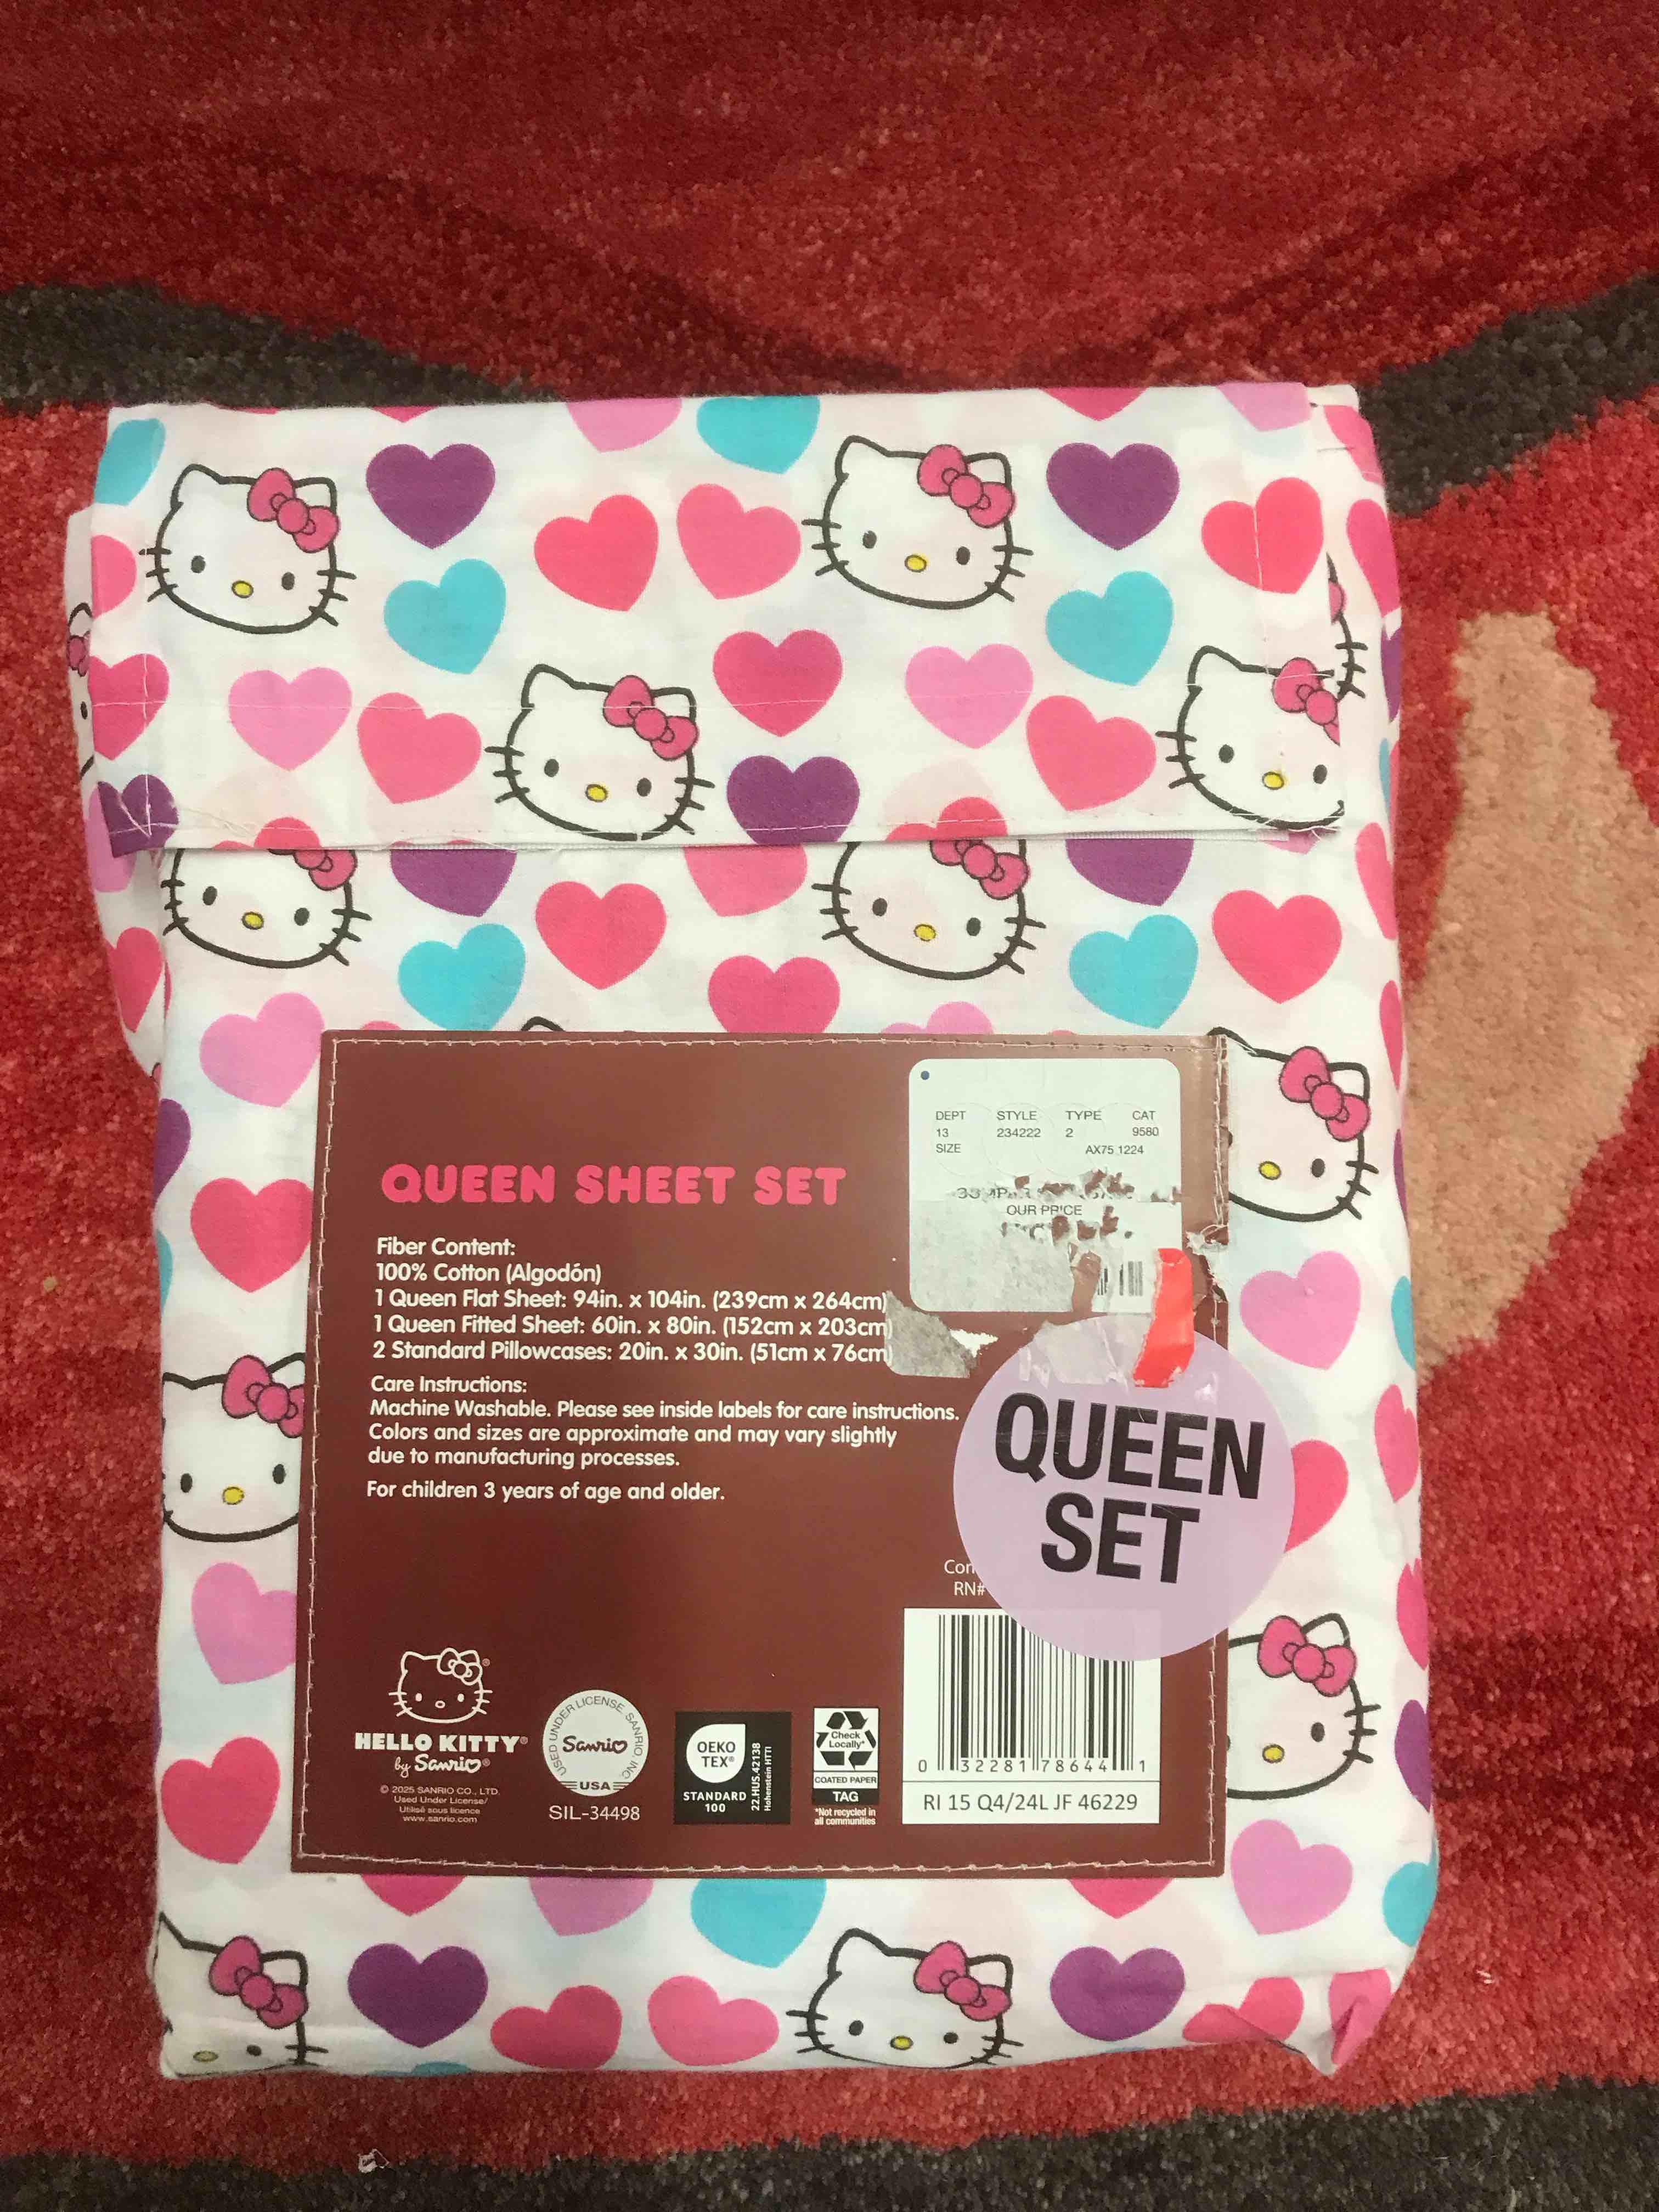 DEPT STYLE TYPE CAT
13 234222 2 9580
SIZE AX75 1224
OUR PRICE
QUEEN SHEET SET
Fiber Content:
100% Cotton (Algodón)
1 Queen Flat Sheet: 94in. x 104in. (239cm x 264cm)
1 Queen Fitted Sheet: 60in. x 80in. (152cm x 203cm)
2 Standard Pillowcases: 20in. x 30in. (51cm x 76cm)
Care Instructions:
Machine Washable. Please see inside labels for care instructions.
Colors and sizes are approximate and may vary slightly
due to manufacturing processes.
For children 3 years of age and older.
QUEEN
SET
RN#
HELLO KITTY®
by Sanrio®
© 2025 SANRIO CO., LTD.
Used Under License/
Utilisé sous licence
www.sanrio.com
USED UNDER LICENSE. SANRIO, INC.
Sanrio
USA
SIL-34498
OEKO
TEX®
STANDARD
100
22.HUS.42138
Hohenstein HTTI
Check
Locally*
COATED PAPER
TAG
*Not recycled in
all communities
0 32281 78644 1
RI 15 Q4/24L JF 46229